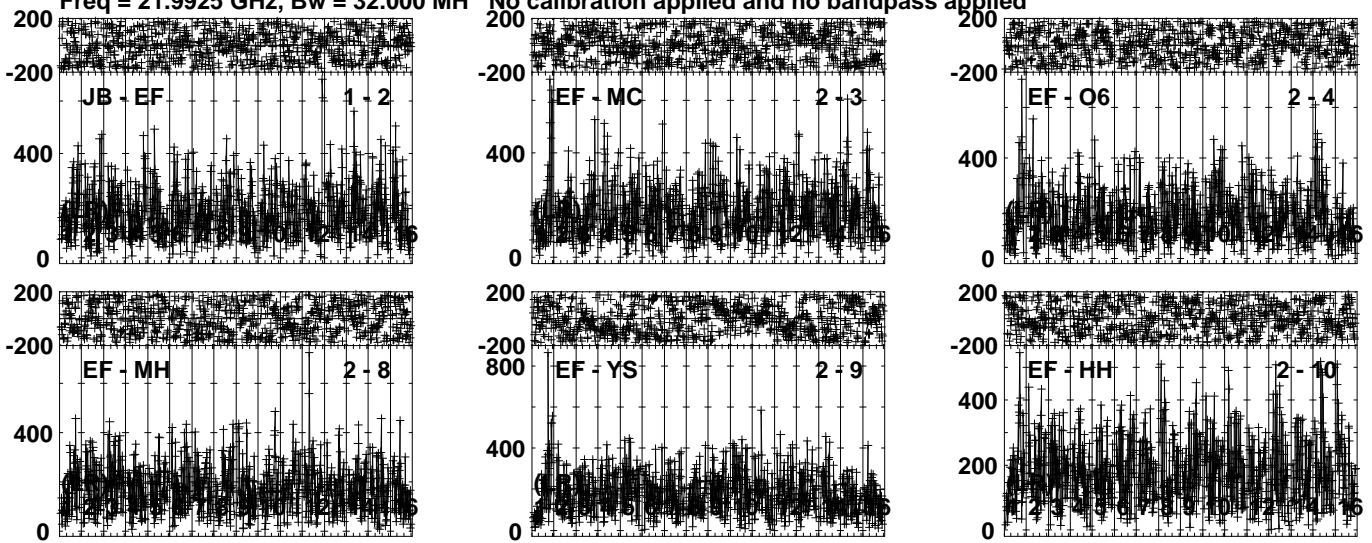 Freq = 21.9925 GHz, Bw = 32.000 MH No calibration applied and no bandpass applied
200 200 200
-200 -200 -200
JB - EF 1 - 2 EF - MC 2 - 3 EF - O6 2 - 4
400 400 400
0 0 0
200 200 200
-200 -200 -200
EF - MH 2 - 8 800 EF - YS 2 - 9 EF - HH 2 - 10
400 400 400
200
0 0 0